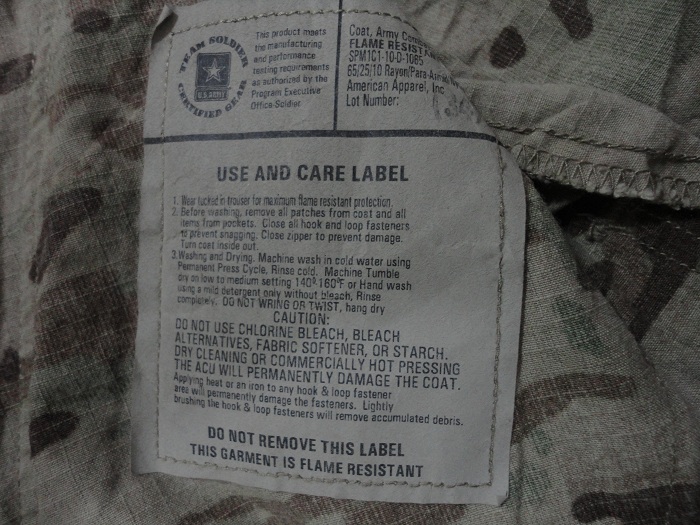 TEAM SOLDIER
U.S. ARMY
CERTIFIED GEAR
This product meets
the manufacturing
and performance
testing requirements
as authorized by the
Program Executive
Office-Soldier
Coat, Army
FLAME
SPM1C1-10-D-1065
65/25/10 Rayon/
American Apparel, Inc
Lot Number:
USE AND CARE LABEL
1. Wear tucked in trouser for maximum flame resistant protection.
2. Before washing, remove all patches from coat and all
items from pockets. Close all hook and loop fasteners
to prevent snagging. Close zipper to prevent damage.
Turn coat inside out.
3. Washing and Drying. Machine wash in cold water using
Permanent Press Cycle, Rinse cold. Machine Tumble
dry on low to medium setting 140º-160ºF or Hand wash
using a mild detergent only without bleach, Rinse
completely. DO NOT WRING OR TWIST, hang dry
CAUTION:
DO NOT USE CHLORINE BLEACH, BLEACH
ALTERNATIVES, FABRIC SOFTENER, OR STARCH.
DRY CLEANING OR COMMERCIALLY HOT PRESSING
THE ACU WILL PERMANENTLY DAMAGE THE COAT.
Applying heat or an iron to any hook & loop fastener
area will permanently damage the fasteners. Lightly
brushing the hook & loop fasteners will remove accumulated debris.
DO NOT REMOVE THIS LABEL
THIS GARMENT IS FLAME RESISTANT